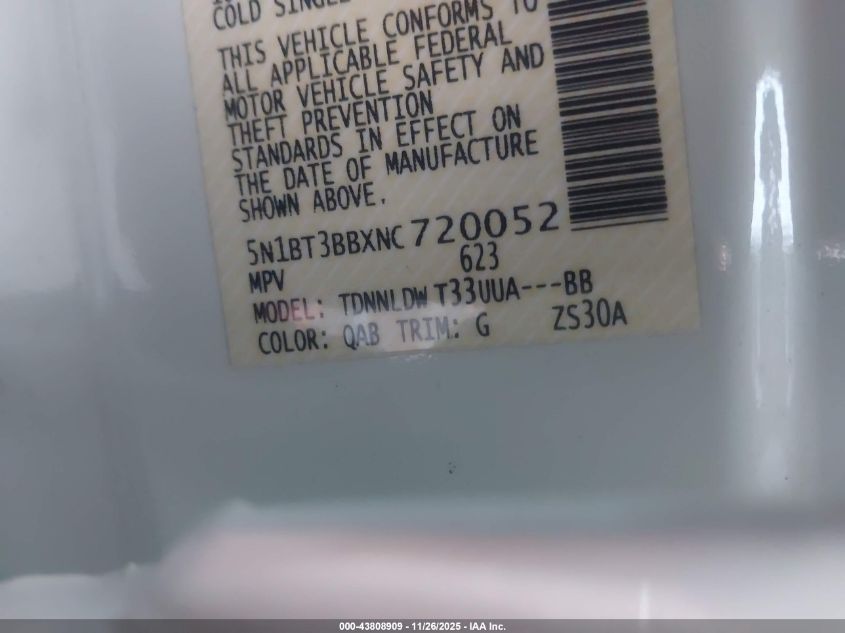 COLD SINGLE
THIS VEHICLE CONFORMS TO
ALL APPLICABLE FEDERAL
MOTOR VEHICLE SAFETY AND
THEFT PREVENTION
STANDARDS IN EFFECT ON
THE DATE OF MANUFACTURE
SHOWN ABOVE.
5N1BT3BBXNC720052
MPV 623
MODEL: TDNNLDW T33UUA---BB
COLOR: QAB TRIM: G ZS30A
000-43808909 - 11/26/2025 - IAA Inc.